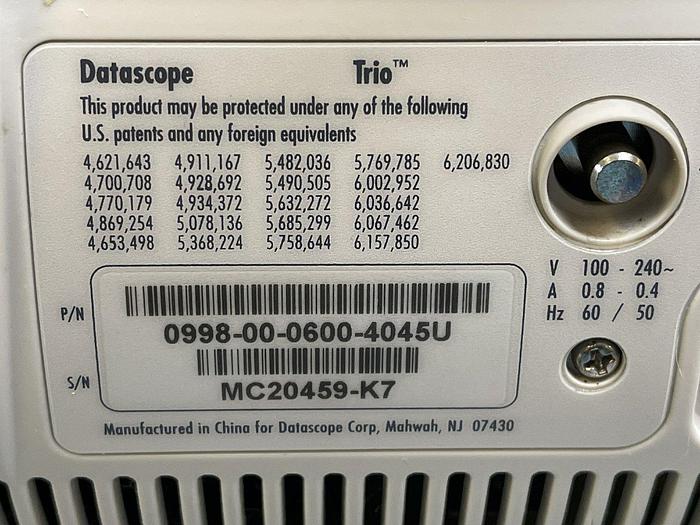 Datascope Trio™
This product may be protected under any of the following
U.S. patents and any foreign equivalents
4,621,643 4,911,167 5,482,036 5,769,785 6,206,830
4,700,708 4,928,692 5,490,505 6,002,952
4,770,179 4,934,372 5,632,272 6,036,642
4,869,254 5,078,136 5,685,299 6,067,462
4,653,498 5,368,224 5,758,644 6,157,850
V 100 - 240~
A 0.8 - 0.4
Hz 60 / 50
P/N 0998-00-0600-4045U
S/N MC20459-K7
Manufactured in China for Datascope Corp, Mahwah, NJ 07430